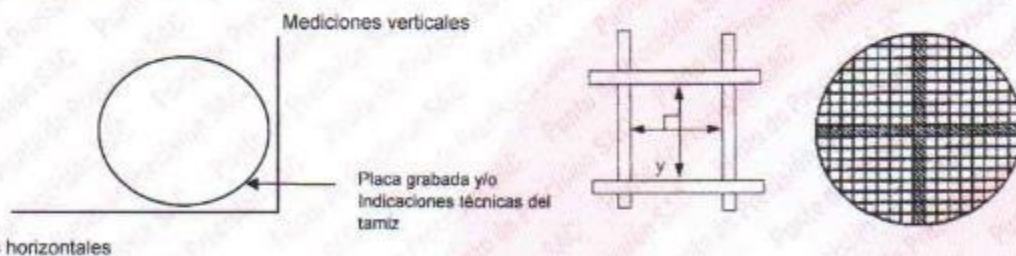 Mediciones verticales
y
Placa grabada y/o
Indicaciones técnicas del
tamiz
horizontales